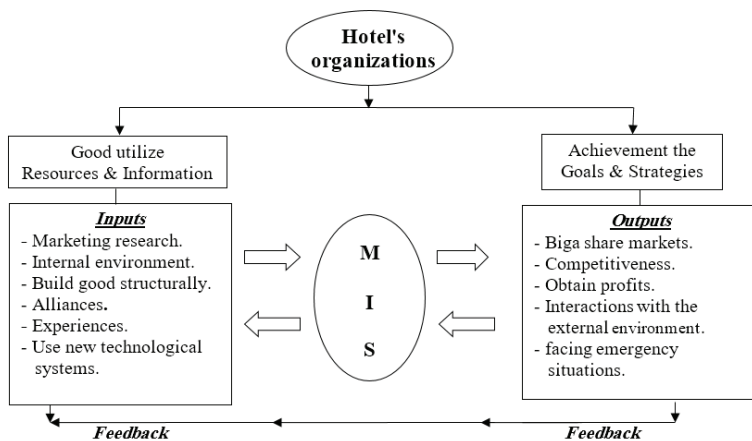 Hotel's
organizations
Good utilize
Resources & Information
Achievement the
Goals & Strategies
Inputs
- Marketing research.
- Internal environment.
- Build good structurally.
- Alliances.
- Experiences.
- Use new technological
systems.
M
I
S
Outputs
- Biga share markets.
- Competitiveness.
- Obtain profits.
- Interactions with the
external environment.
- facing emergency
situations.
Feedback
Feedback